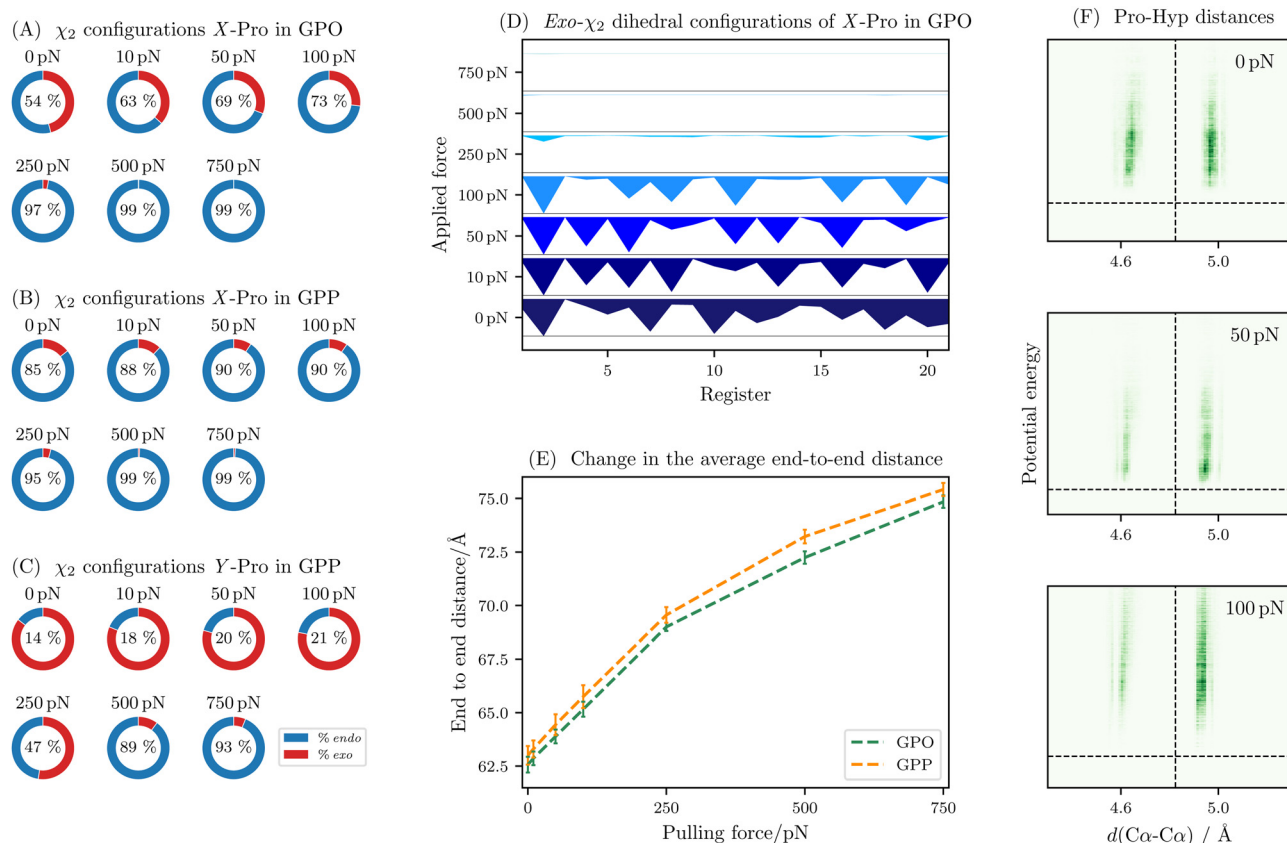 (A) χ2 configurations X-Pro in GPO
0 pN 10 pN 50 pN 100 pN
54 % 63 % 69 % 73 %
250 pN 500 pN 750 pN
97 % 99 % 99 %
(B) χ2 configurations X-Pro in GPP
0 pN 10 pN 50 pN 100 pN
85 % 88 % 90 % 90 %
250 pN 500 pN 750 pN
95 % 99 % 99 %
(C) χ2 configurations Y-Pro in GPP
0 pN 10 pN 50 pN 100 pN
14 % 18 % 20 % 21 %
250 pN 500 pN 750 pN
47 % 89 % 93 %
% endo
% exo
(D) Exo-χ2 dihedral configurations of X-Pro in GPO
Applied force
750 pN
500 pN
250 pN
100 pN
50 pN
10 pN
0 pN
5 10 15 20
Register
(E) Change in the average end-to-end distance
End to end distance/Å
75.0
72.5
70.0
67.5
65.0
62.5
GPO
GPP
0 250 500 750
Pulling force/pN
(F) Pro-Hyp distances
0 pN
4.6 5.0
Potential energy
50 pN
4.6 5.0
100 pN
4.6 5.0
d(Cα-Cα) / Å